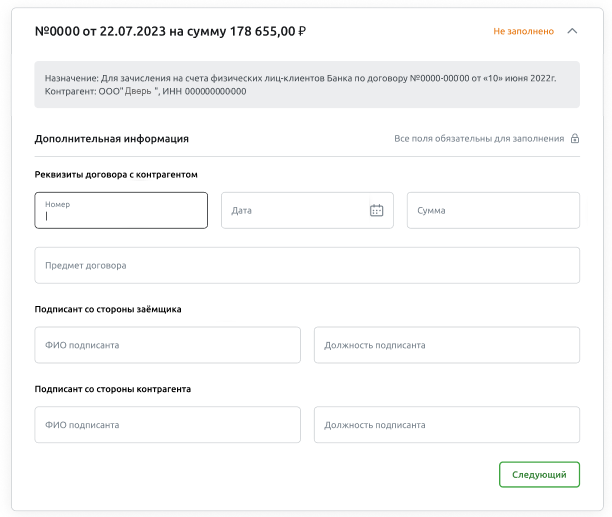 №0000 от 22.07.2023 на сумму 178 655,00 ₽
Не заполнено
Назначение: Для зачисления на счета физических лиц-клиентов Банка по договору №0000-00000 от «10» июня 2022г.
Контрагент: ООО"Дверь ", ИНН 000000000000
Дополнительная информация
Все поля обязательны для заполнения
Реквизиты договора с контрагентом
Номер
Дата
Сумма
Предмет договора
Подписант со стороны заёмщика
ФИО подписанта
Должность подписанта
Подписант со стороны контрагента
ФИО подписанта
Должность подписанта
Следующий